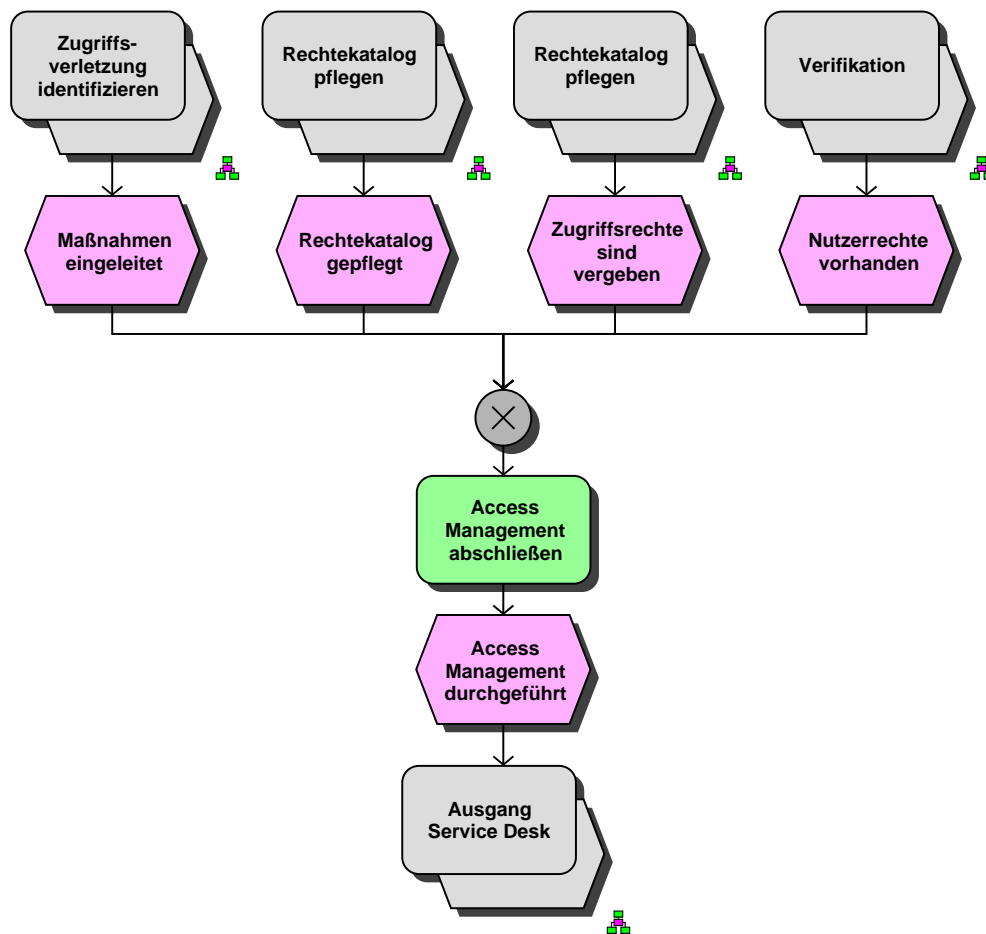 Zugriffs-
verletzung
identifizieren
Rechtekatalog
pflegen
Rechtekatalog
pflegen
Verifikation
Maßnahmen
eingeleitet
Rechtekatalog
gepflegt
Zugriffsrechte
sind
vergeben
Nutzerrechte
vorhanden
Access
Management
abschließen
Access
Management
durchgeführt
Ausgang
Service Desk